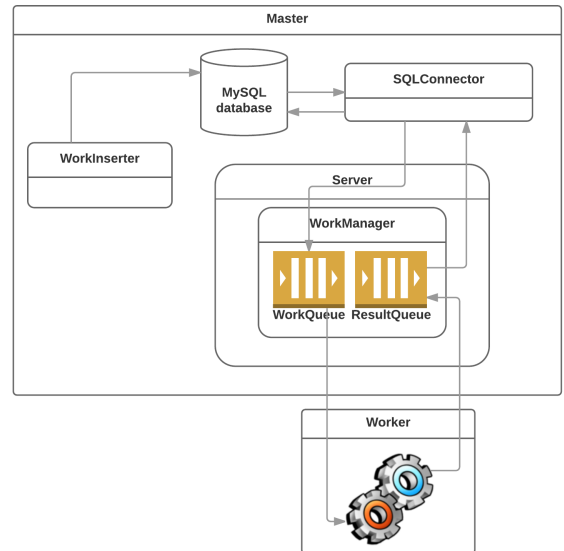 Master
MySQL
database
SQLConnector
WorkInserter
Server
WorkManager
WorkQueue
ResultQueue
Worker